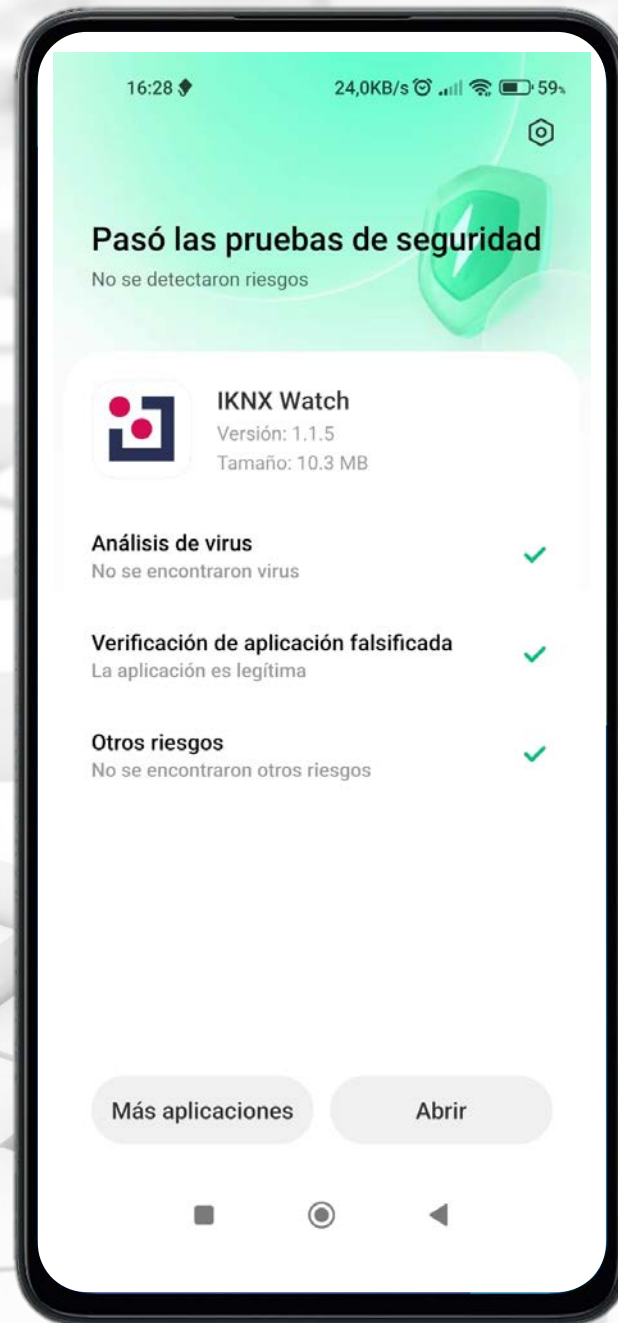 16:28 24,0KB/s 59%
Pasó las pruebas de seguridad
No se detectaron riesgos
IKNX Watch
Versión: 1.1.5
Tamaño: 10.3 MB
Análisis de virus
No se encontraron virus
Verificación de aplicación falsificada
La aplicación es legítima
Otros riesgos
No se encontraron otros riesgos
Más aplicaciones
Abrir